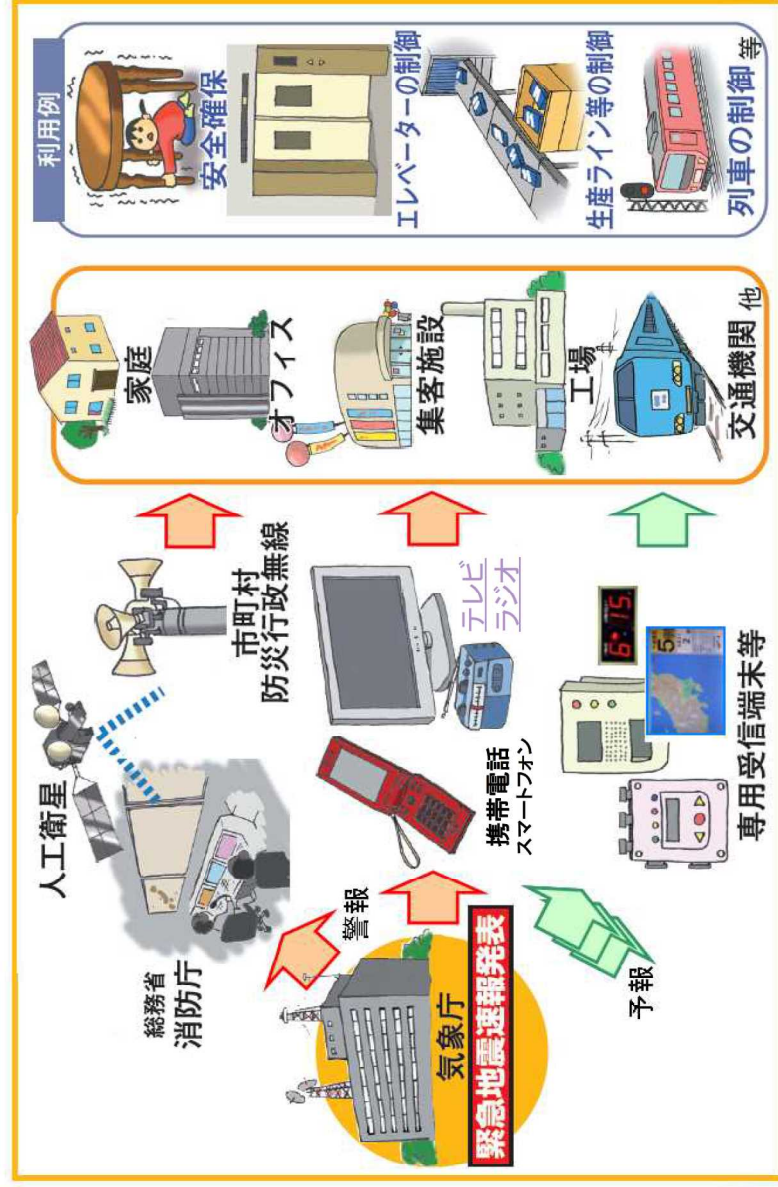 人工衛星
総務省
消防庁
市町村
防災行政無線
警報
気象庁
緊急地震速報発表
携帯電話
スマートフォン
テレビ
ラジオ
予報
専用受信端末等
6:15
5
家庭
オフィス
集客施設
工場
交通機関 他
利用例
安全確保
エレベーターの制御
生産ライン等の制御
列車の制御 等